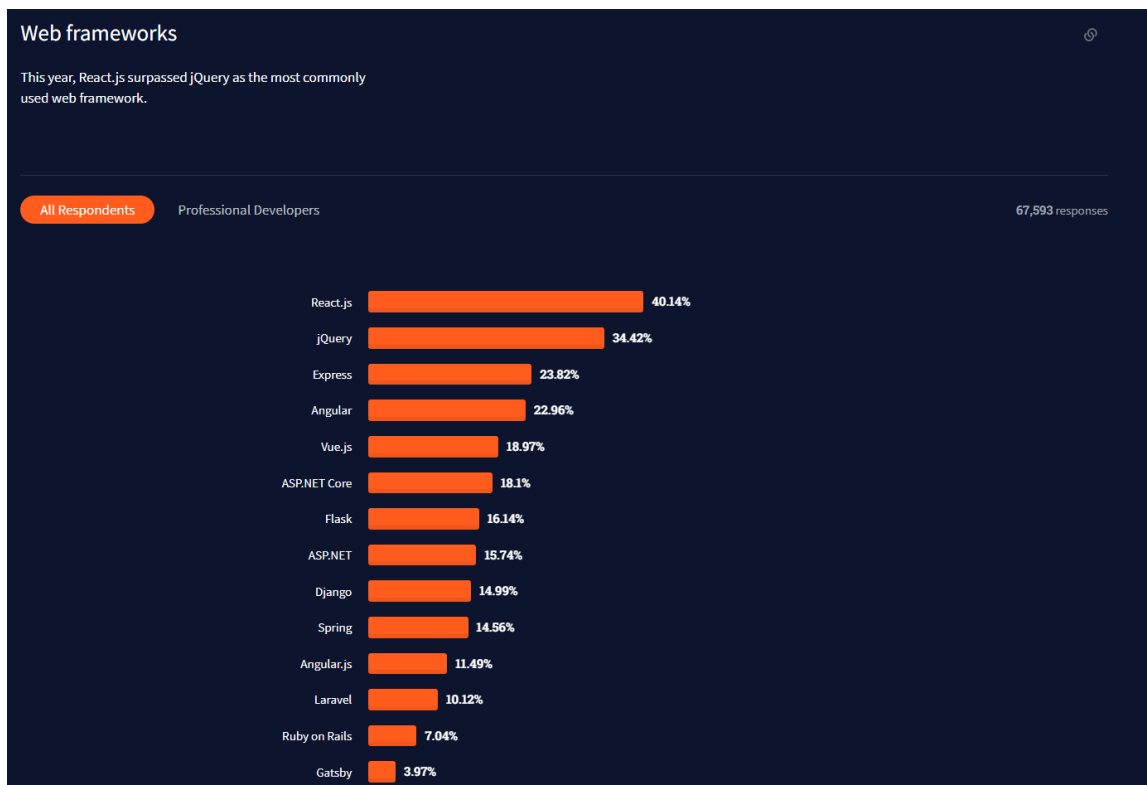 Web frameworks
This year, React.js surpassed jQuery as the most commonly
used web framework.
All Respondents Professional Developers 67,593 responses
React.js 40.14%
jQuery 34.42%
Express 23.82%
Angular 22.96%
Vue.js 18.97%
ASP.NET Core 18.1%
Flask 16.14%
ASP.NET 15.74%
Django 14.99%
Spring 14.56%
Angular.js 11.49%
Laravel 10.12%
Ruby on Rails 7.04%
Gatsby 3.97%